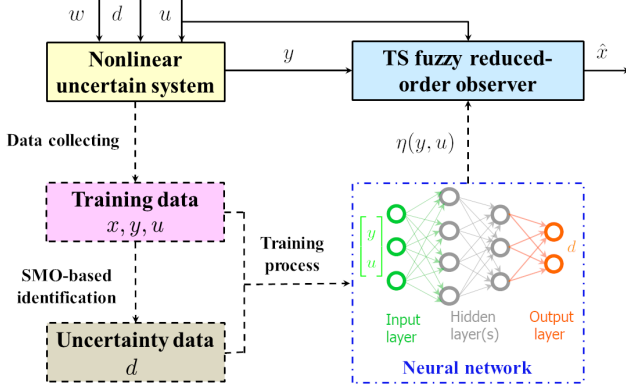 w d u
Nonlinear
uncertain system
y
TS fuzzy reduced-
order observer
x̂
Data collecting
η(y, u)
Training data
x, y, u
Training
process
SMO-based
identification
Uncertainty data
d
y
u
d
Input
layer
Hidden
layer(s)
Output
layer
Neural network